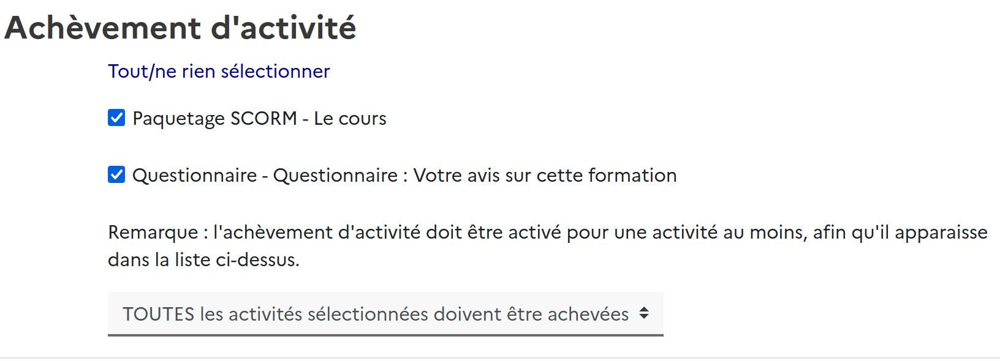 Achèvement d'activité
Tout/ne rien sélectionner
Paquetage SCORM - Le cours
Questionnaire - Questionnaire : Votre avis sur cette formation
Remarque : l'achèvement d'activité doit être activé pour une activité au moins, afin qu'il apparaisse
dans la liste ci-dessus.
TOUTES les activités sélectionnées doivent être achevées